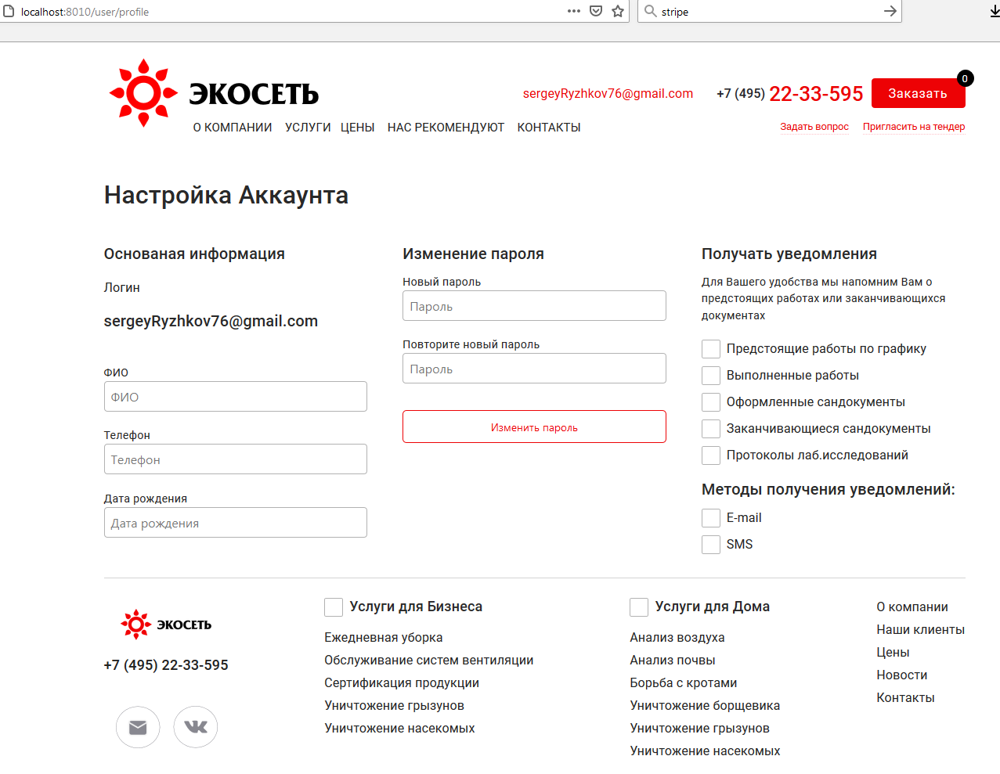 localhost:8010/user/profile
stripe
ЭКОСЕТЬ
sergeyRyzhkov76@gmail.com
+7 (495) 22-33-595
Заказать
0
О КОМПАНИИ УСЛУГИ ЦЕНЫ НАС РЕКОМЕНДУЮТ КОНТАКТЫ
Задать вопрос
Пригласить на тендер
Настройка Аккаунта
Основаная информация
Логин
sergeyRyzhkov76@gmail.com
ФИО
ФИО
Телефон
Телефон
Дата рождения
Дата рождения
Изменение пароля
Новый пароль
Пароль
Повторите новый пароль
Пароль
Изменить пароль
Получать уведомления
Для Вашего удобства мы напомним Вам о
предстоящих работах или заканчивающихся
документах
Предстоящие работы по графику
Выполненные работы
Оформленные сандокументы
Заканчивающиеся сандокументы
Протоколы лаб.исследований
Методы получения уведомлений:
E-mail
SMS
ЭКОСЕТЬ
+7 (495) 22-33-595
Услуги для Бизнеса
Ежедневная уборка
Обслуживание систем вентиляции
Сертификация продукции
Уничтожение грызунов
Уничтожение насекомых
Услуги для Дома
Анализ воздуха
Анализ почвы
Борьба с кротами
Уничтожение борщевика
Уничтожение грызунов
Уничтожение насекомых
О компании
Наши клиенты
Цены
Новости
Контакты